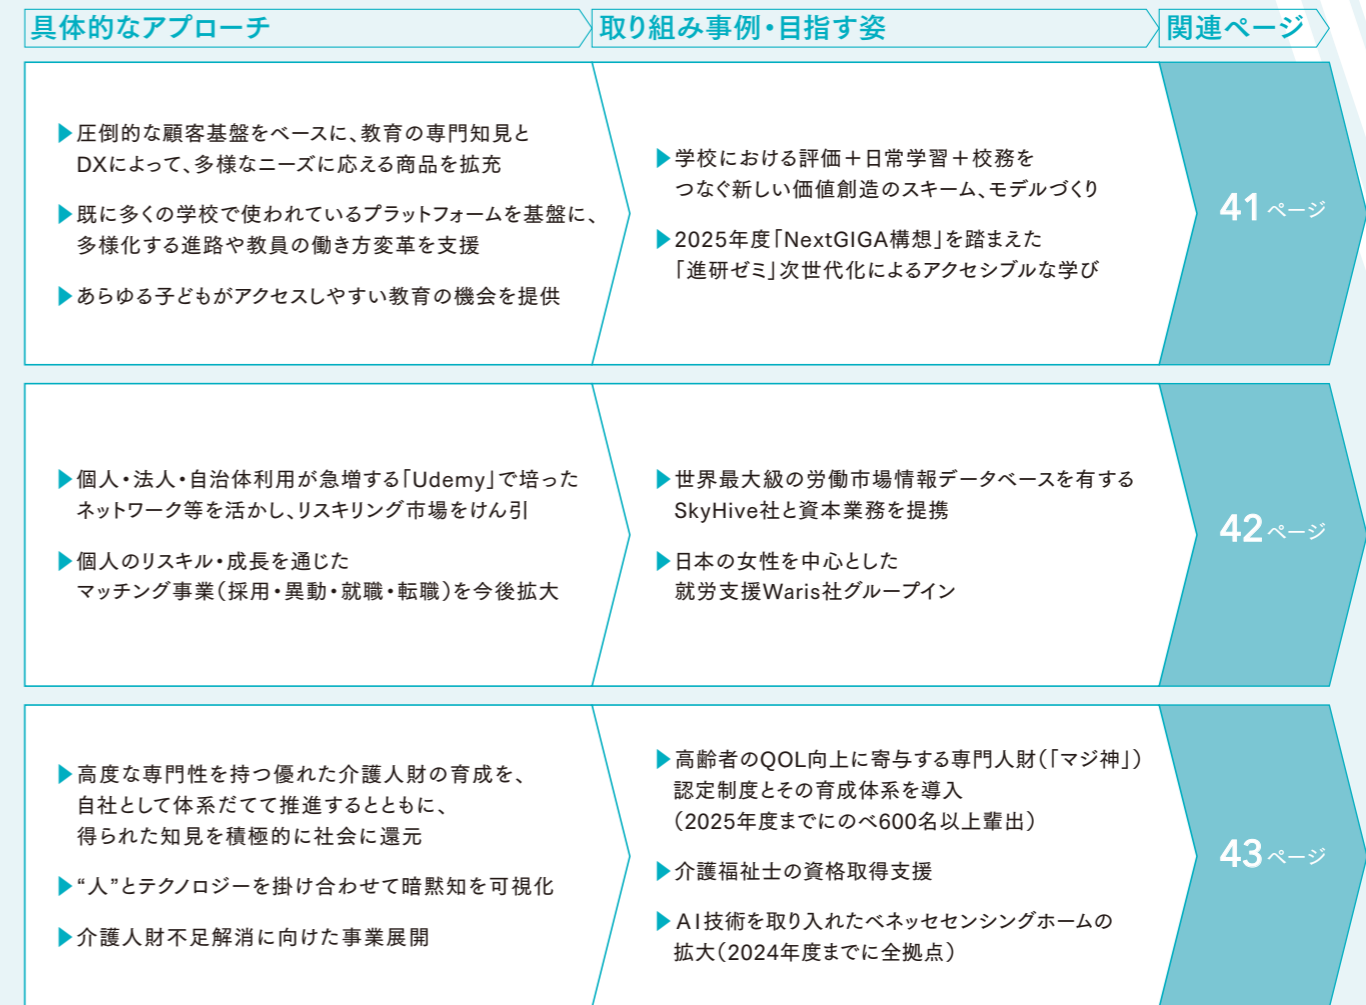 具体的なアプローチ
取り組み事例・目指す姿
関連ページ
▶圧倒的な顧客基盤をベースに、教育の専門知見と
DXによって、多様なニーズに応える商品を拡充
▶既に多くの学校で使われているプラットフォームを基盤に、
多様化する進路や教員の働き方変革を支援
▶あらゆる子どもがアクセスしやすい教育の機会を提供
▶学校における評価＋日常学習＋校務を
つなぐ新しい価値創造のスキーム、モデルづくり
▶2025年度「NextGIGA構想」を踏まえた
「進研ゼミ」次世代化によるアクセシブルな学び
41ページ
▶個人・法人・自治体利用が急増する「Udemy」で培った
ネットワーク等を活かし、リスキリング市場をけん引
▶個人のリスキル・成長を通じた
マッチング事業（採用・異動・就職・転職）を今後拡大
▶世界最大級の労働市場情報データベースを有する
SkyHive社と資本業務を提携
▶日本の女性を中心とした
就労支援Waris社グループイン
42ページ
▶高度な専門性を持つ優れた介護人財の育成を、
自社として体系だてて推進するとともに、
得られた知見を積極的に社会に還元
▶“人”とテクノロジーを掛け合わせて暗黙知を可視化
▶介護人財不足解消に向けた事業展開
▶高齢者のQOL向上に寄与する専門人財（「マジ神」）
認定制度とその育成体系を導入
（2025年度までにのべ600名以上輩出）
▶介護福祉士の資格取得支援
▶AI技術を取り入れたベネッセセンシングホームの
拡大（2024年度までに全拠点）
43ページ